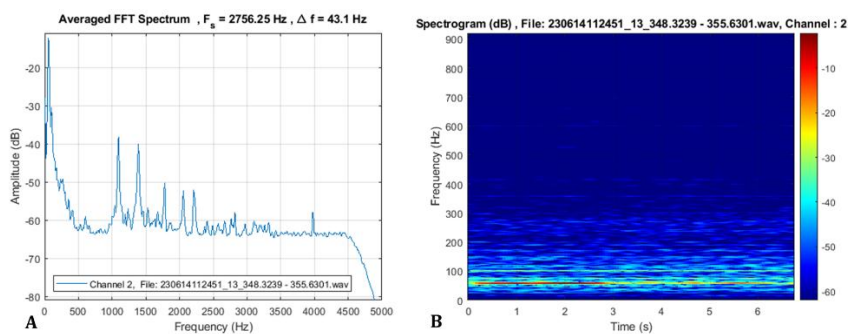 Averaged FFT Spectrum , Fs = 2756.25 Hz , Δ f = 43.1 Hz
Amplitude (dB)
-20
-30
-40
-50
-60
-70
-80
Channel 2, File: 230614112451_13_348.3239 - 355.6301.wav
0 500 1000 1500 2000 2500 3000 3500 4000 4500 5000
Frequency (Hz)
A
Spectrogram (dB) , File: 230614112451_13_348.3239 - 355.6301.wav, Channel : 2
Frequency (Hz)
900
800
700
600
500
400
300
200
100
0
0 1 2 3 4 5 6
Time (s)
B
-10
-20
-30
-40
-50
-60